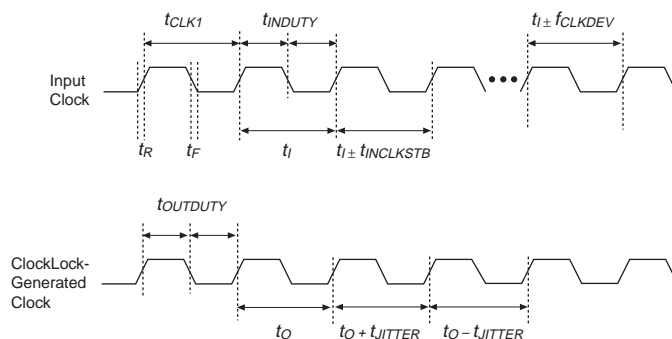 tCLK1 tINDUTY tI ± fCLKDEV
Input
Clock
tR tF tI tI ± tINCLKSTB
tOUTDUTY
ClockLock-
Generated
Clock
tO tO + tJITTER tO – tJITTER